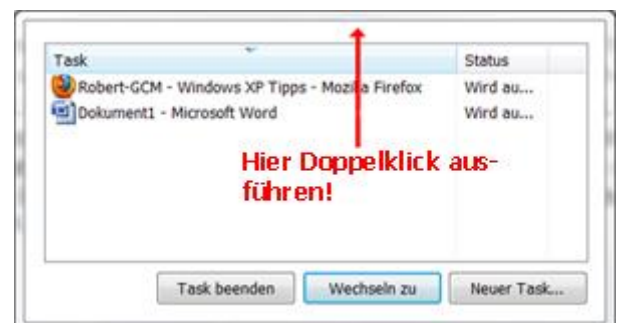 Task Status
Robert-GCM - Windows XP Tipps - Mozilla Firefox Wird au...
Dokument1 - Microsoft Word Wird au...
Hier Doppelklick aus-
führen!
Task beenden Wechseln zu Neuer Task...